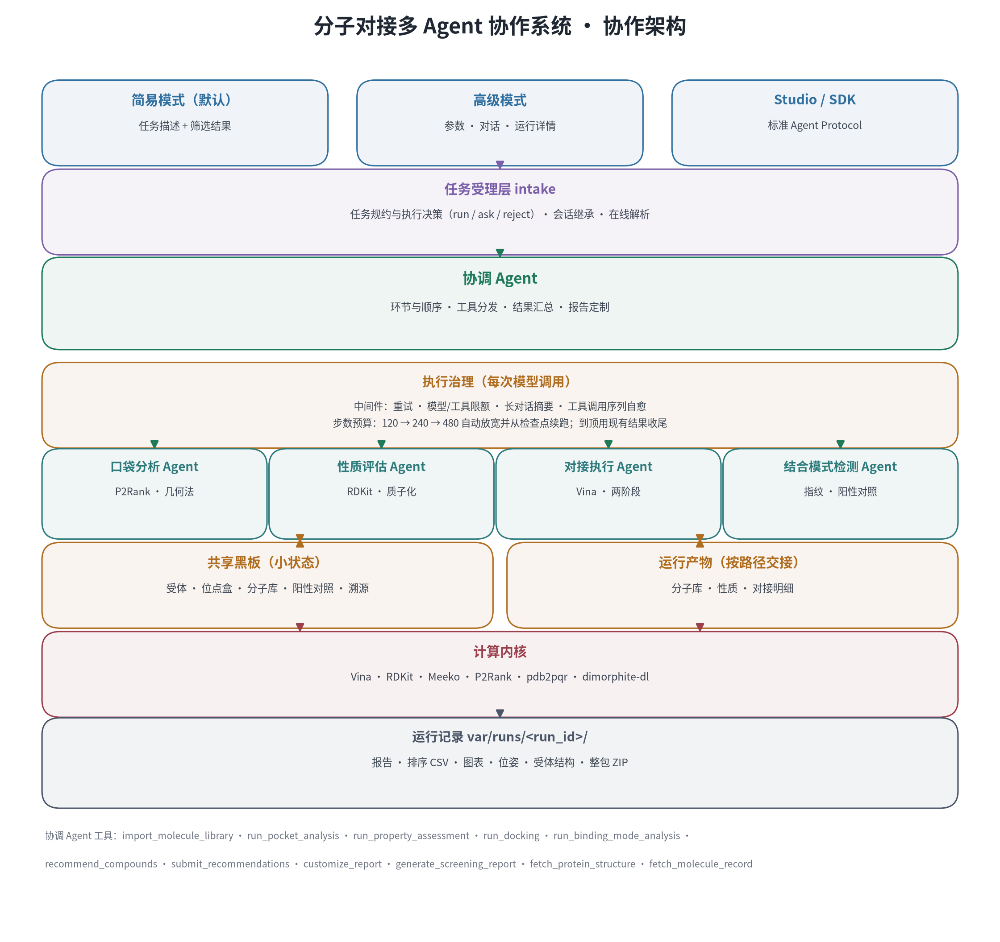 分子对接多 Agent 协作系统 · 协作架构
简易模式（默认）
任务描述 + 筛选结果
高级模式
参数 · 对话 · 运行详情
Studio / SDK
标准 Agent Protocol
任务受理层 intake
任务规约与执行决策（run / ask / reject） · 会话继承 · 在线解析
协调 Agent
环节与顺序 · 工具分发 · 结果汇总 · 报告定制
执行治理（每次模型调用）
中间件：重试 · 模型/工具限额 · 长对话摘要 · 工具调用序列自愈
步数预算：120 → 240 → 480 自动放宽并从检查点续跑；到顶用现有结果收尾
口袋分析 Agent
P2Rank · 几何法
性质评估 Agent
RDKit · 质子化
对接执行 Agent
Vina · 两阶段
结合模式检测 Agent
指纹 · 阳性对照
共享黑板（小状态）
受体 · 位点盒 · 分子库 · 阳性对照 · 溯源
运行产物（按路径交接）
分子库 · 性质 · 对接明细
计算内核
Vina · RDKit · Meeko · P2Rank · pdb2pqr · dimorphite-dl
运行记录 var/runs/<run_id>/
报告 · 排序 CSV · 图表 · 位姿 · 受体结构 · 整包 ZIP
协调 Agent 工具：import_molecule_library · run_pocket_analysis · run_property_assessment · run_docking · run_binding_mode_analysis ·
recommend_compounds · submit_recommendations · customize_report · generate_screening_report · fetch_protein_structure · fetch_molecule_record